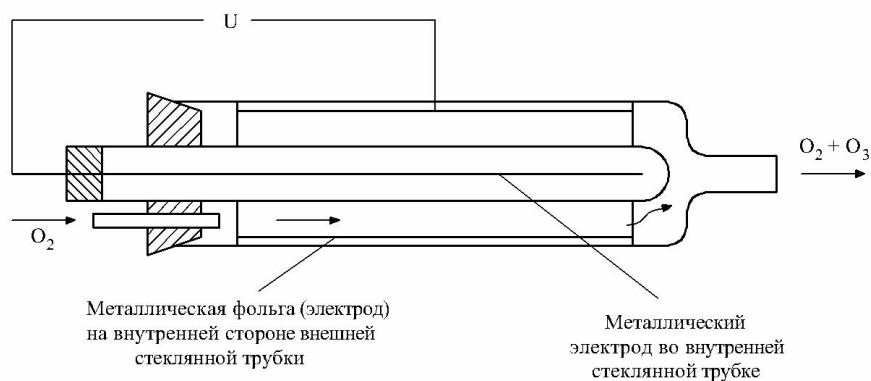 U
O₂ + O₃
O₂
Металлическая фольга (электрод)
на внутренней стороне внешней
стеклянной трубки
Металлический
электрод во внутренней
стеклянной трубке